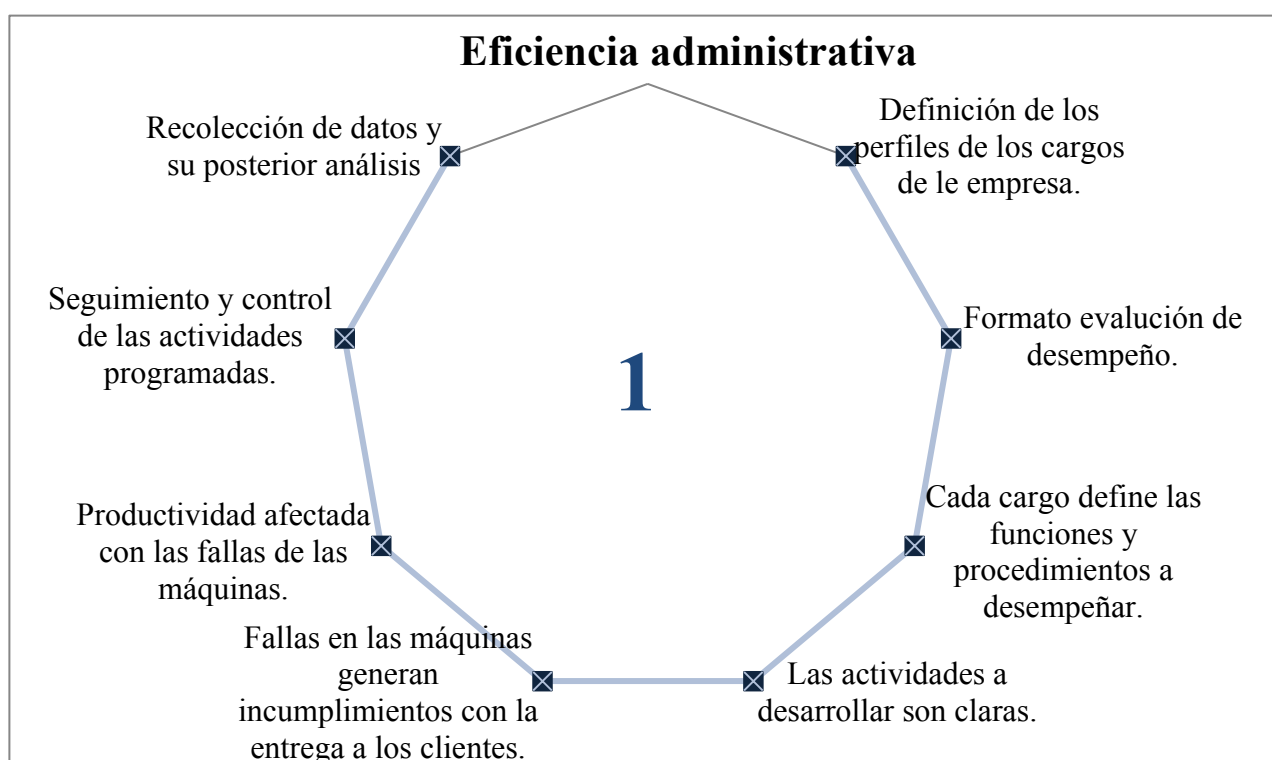 Eficiencia administrativa
Definición de los
perfiles de los cargos
de le empresa.
Formato evalución de
desempeño.
Cada cargo define las
funciones y
procedimientos a
desempeñar.
Las actividades a
desarrollar son claras.
Fallas en las máquinas
generan
incumplimientos con la
entrega a los clientes.
Productividad afectada
con las fallas de las
máquinas.
Seguimiento y control
de las actividades
programadas.
Recolección de datos y
su posterior análisis
1